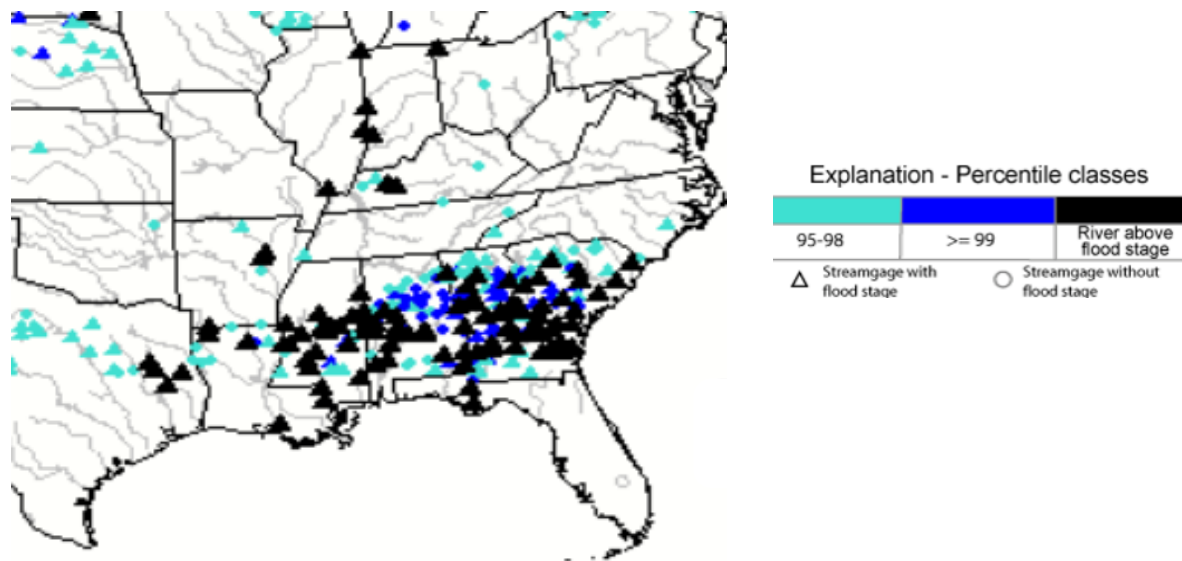 Explanation - Percentile classes
95-98
>= 99
River above
flood stage
Streamgage with
flood stage
Streamgage without
flood stage